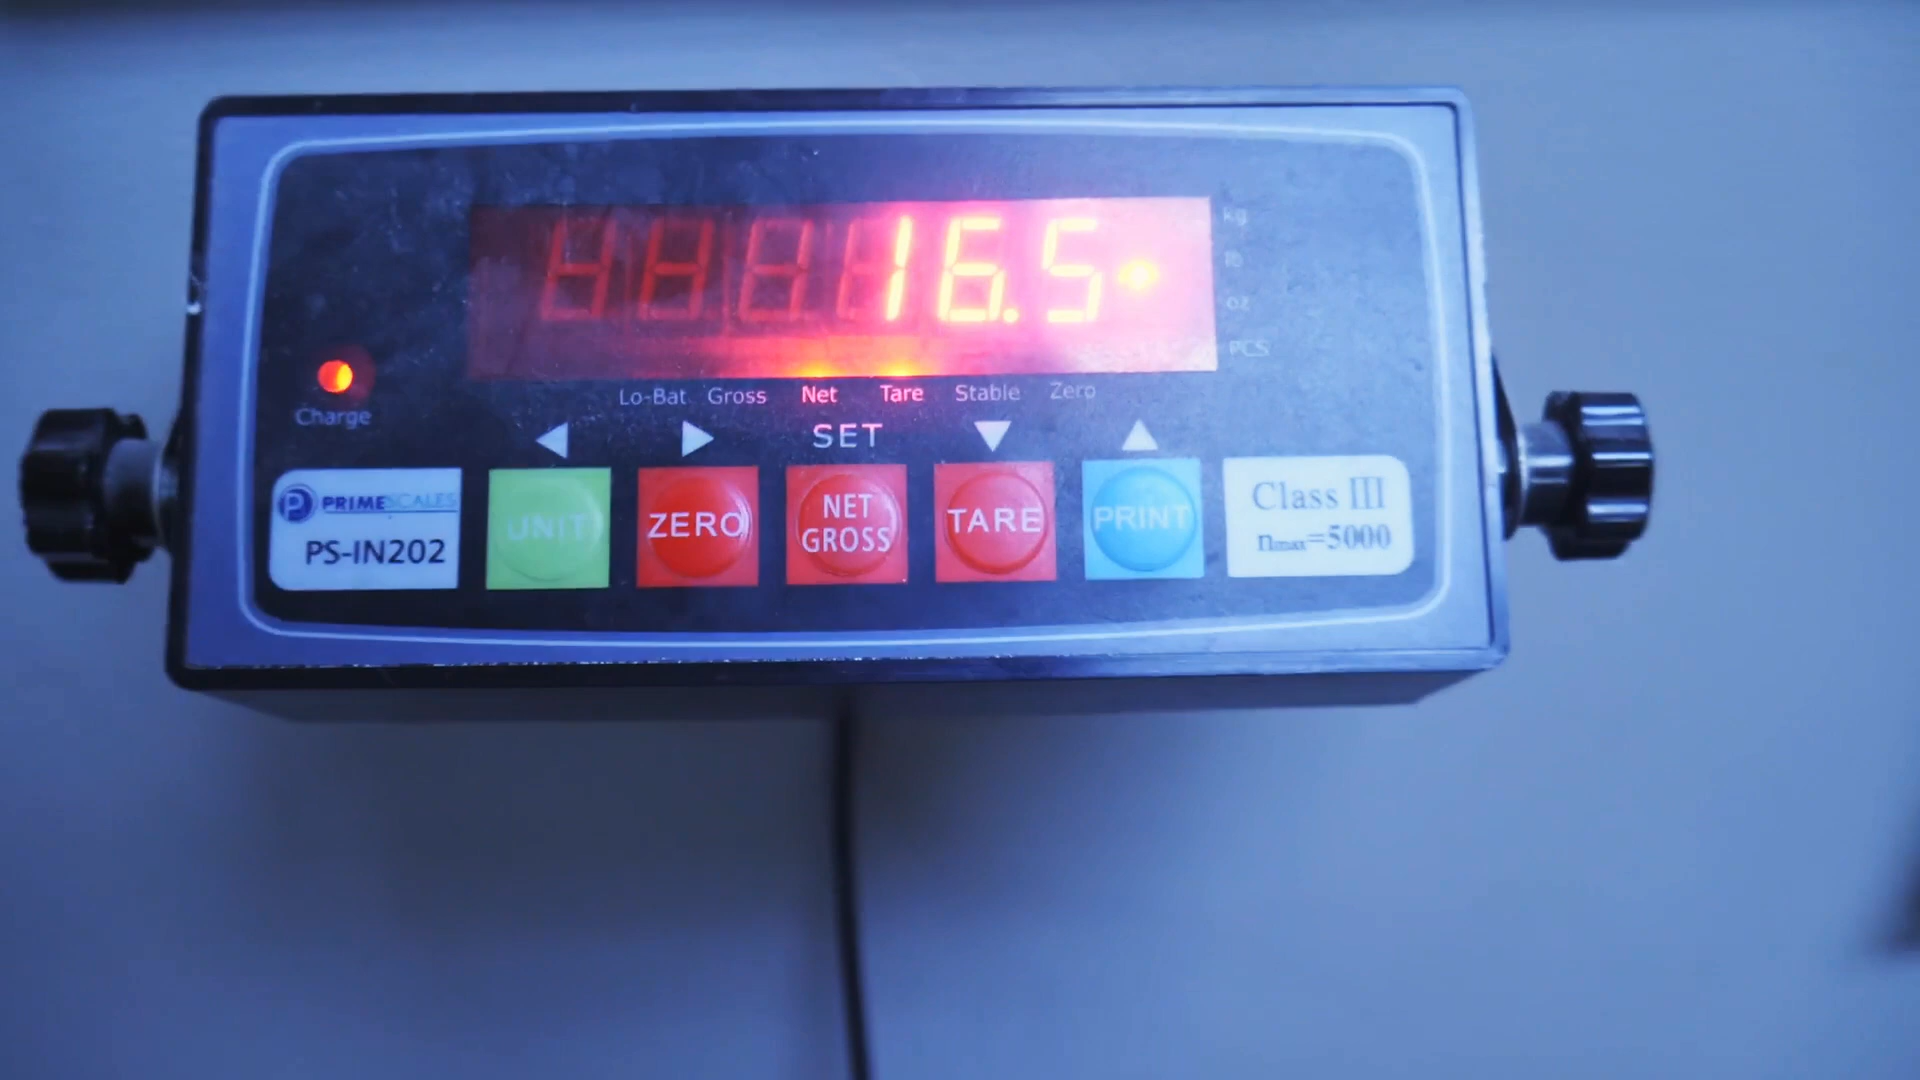 16.5
kg
lb
oz
PCS
Lo-Bat Gross Net Tare Stable Zero
Charge
SET
PRIMESCALES
PS-IN202
UNIT
ZERO
NET
GROSS
TARE
PRINT
Class III
nmax=5000